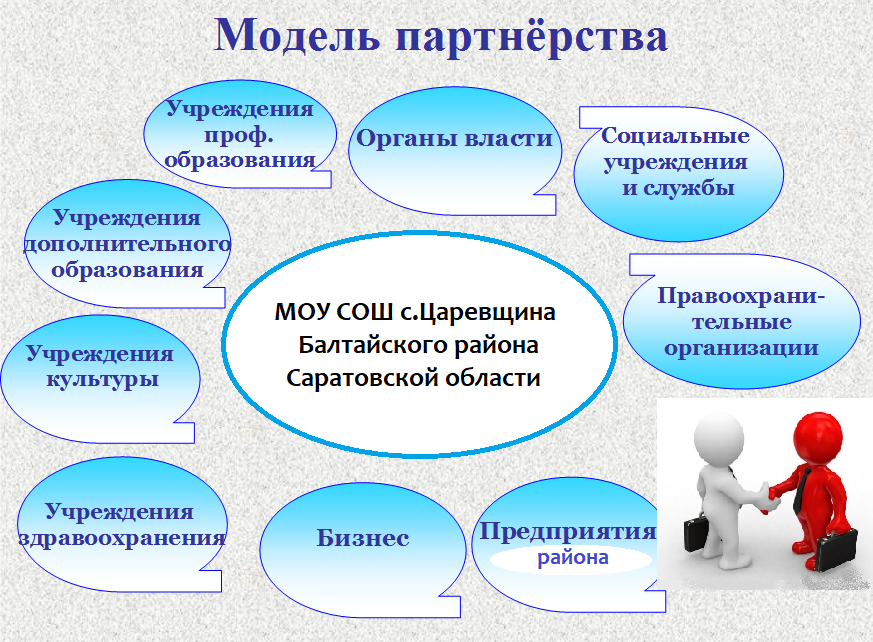 Модель партнёрства
Учреждения
проф.
образования
Органы власти
Социальные
учреждения
и службы
Учреждения
дополнительного
образования
МОУ СОШ с.Царевщина
Балтайского района
Саратовской области
Правоохрани-
тельные
организации
Учреждения
культуры
Учреждения
здравоохранения
Бизнес
Предприятия
района